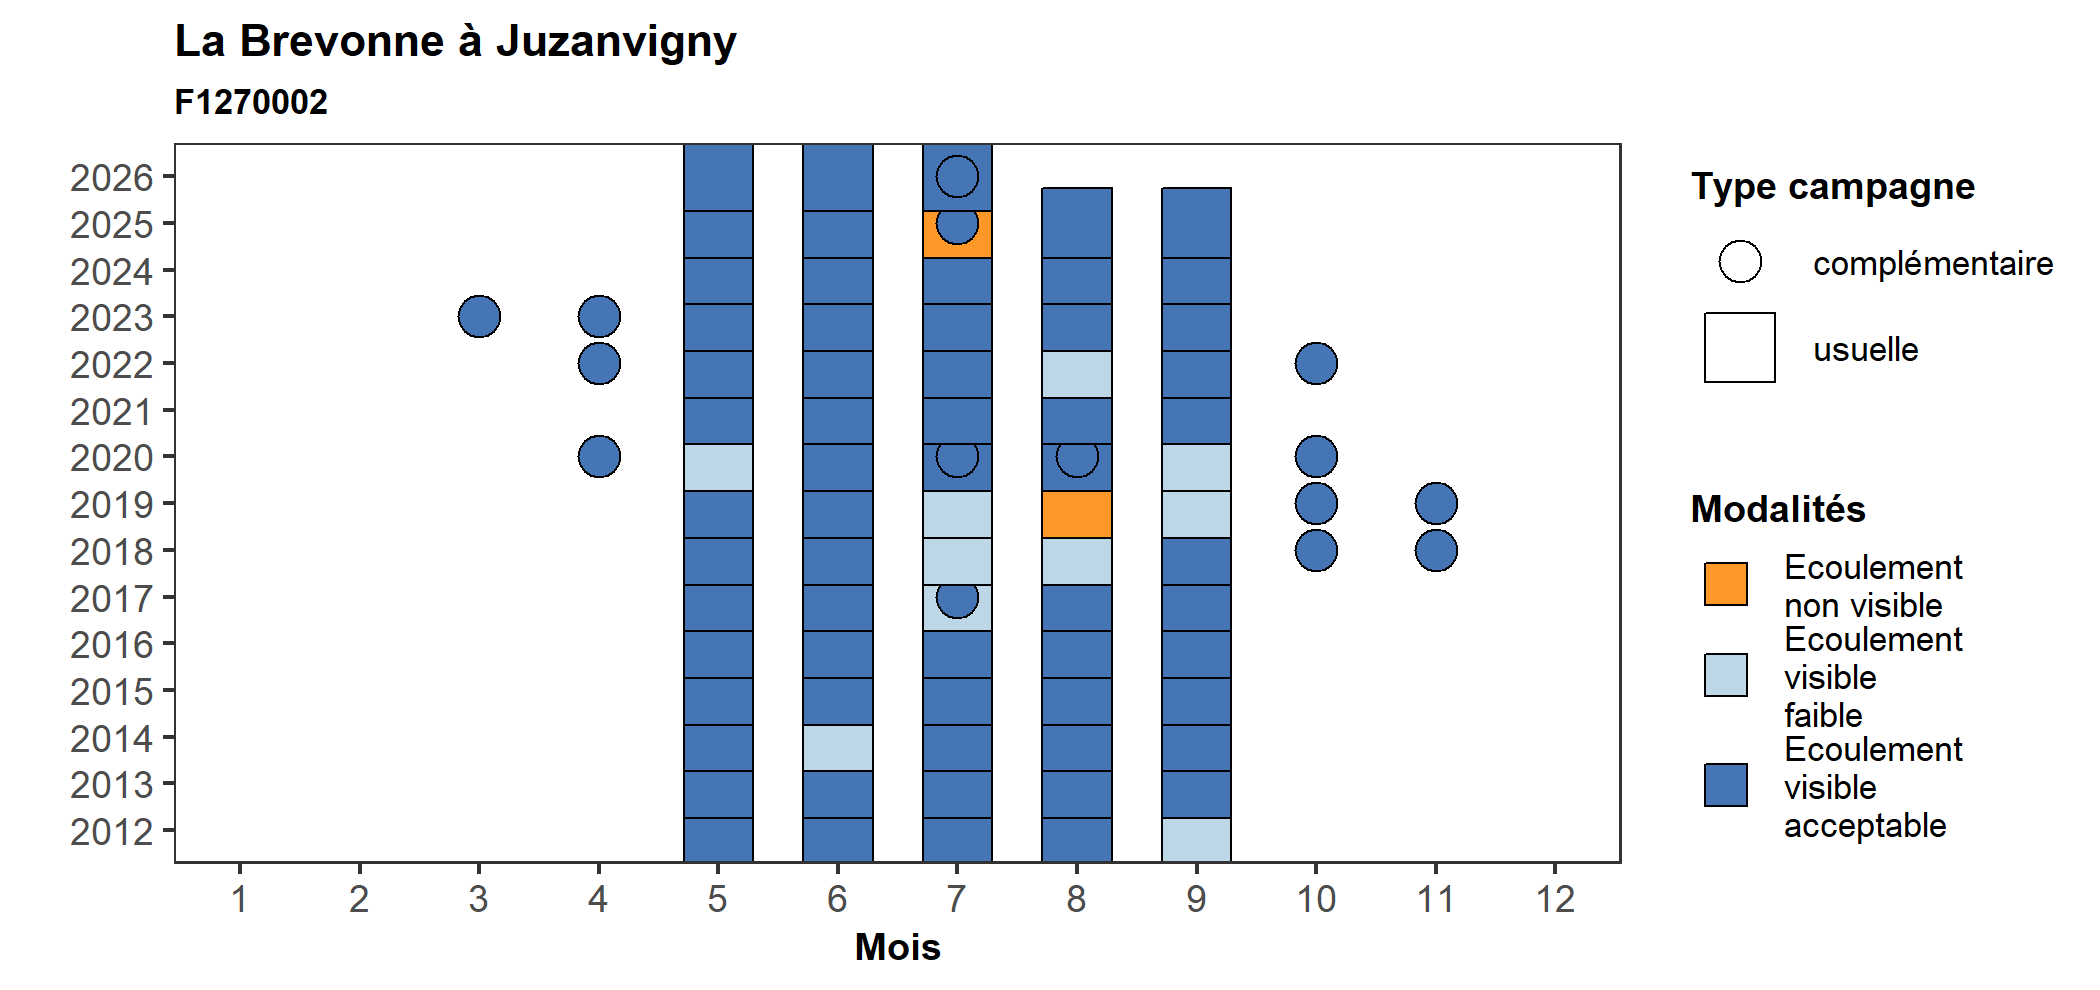 La Brevonne à Juzanvigny
F1270002
2026
2025
2024
2023
2022
2021
2020
2019
2018
2017
2016
2015
2014
2013
2012
1 2 3 4 5 6 7 8 9 10 11 12
Mois
Type campagne
complémentaire
usuelle
Modalités
Ecoulement
non visible
Ecoulement
visible
faible
Ecoulement
visible
acceptable